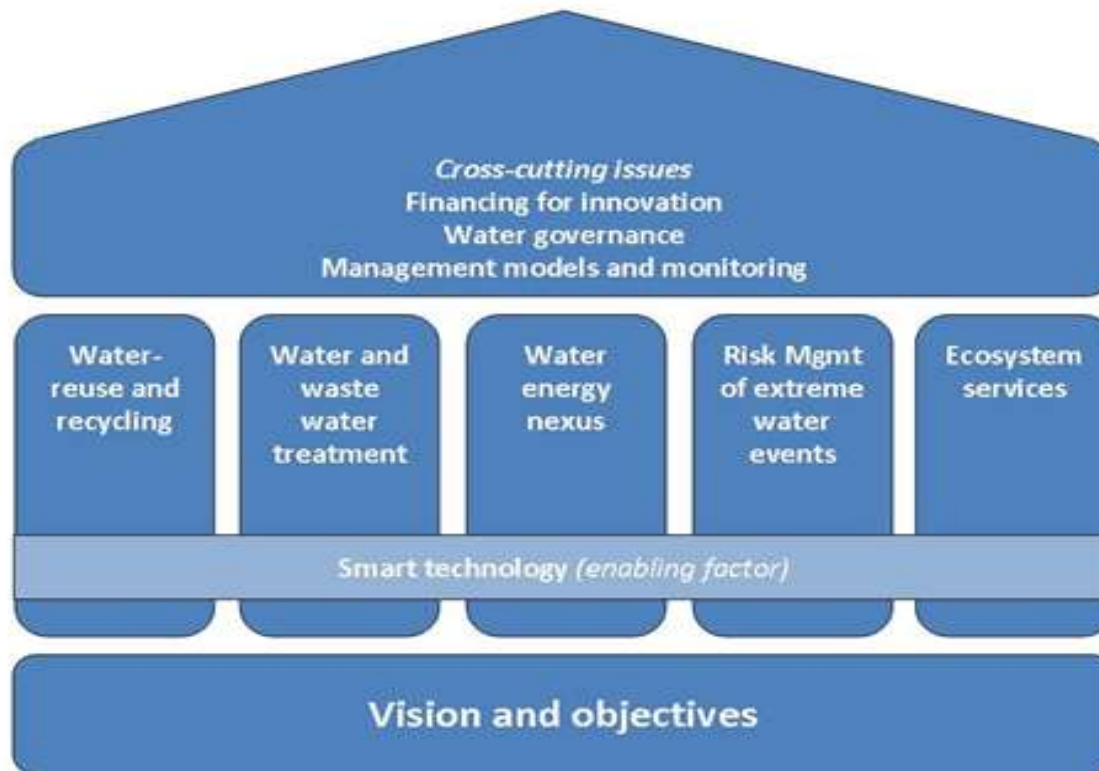 Cross-cutting issues
Financing for innovation
Water governance
Management models and monitoring
Water-
reuse and
recycling
Water and
waste
water
treatment
Water
energy
nexus
Risk Mgmt
of extreme
water
events
Ecosystem
services
Smart technology (enabling factor)
Vision and objectives